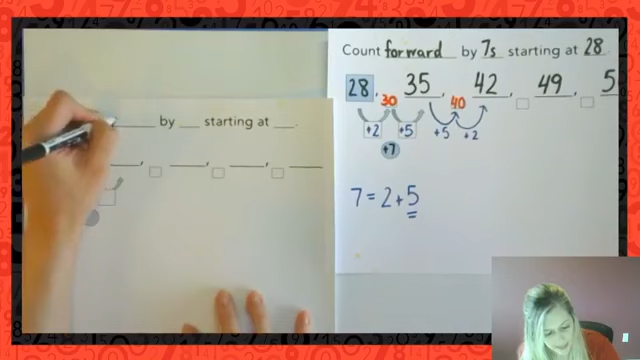 Count forward by 7s starting at 28.
28, 35, 42, 49, 5
30 40
+2 +5 +5 +2
+7
7 = 2 + 5
by ___ starting at ___.